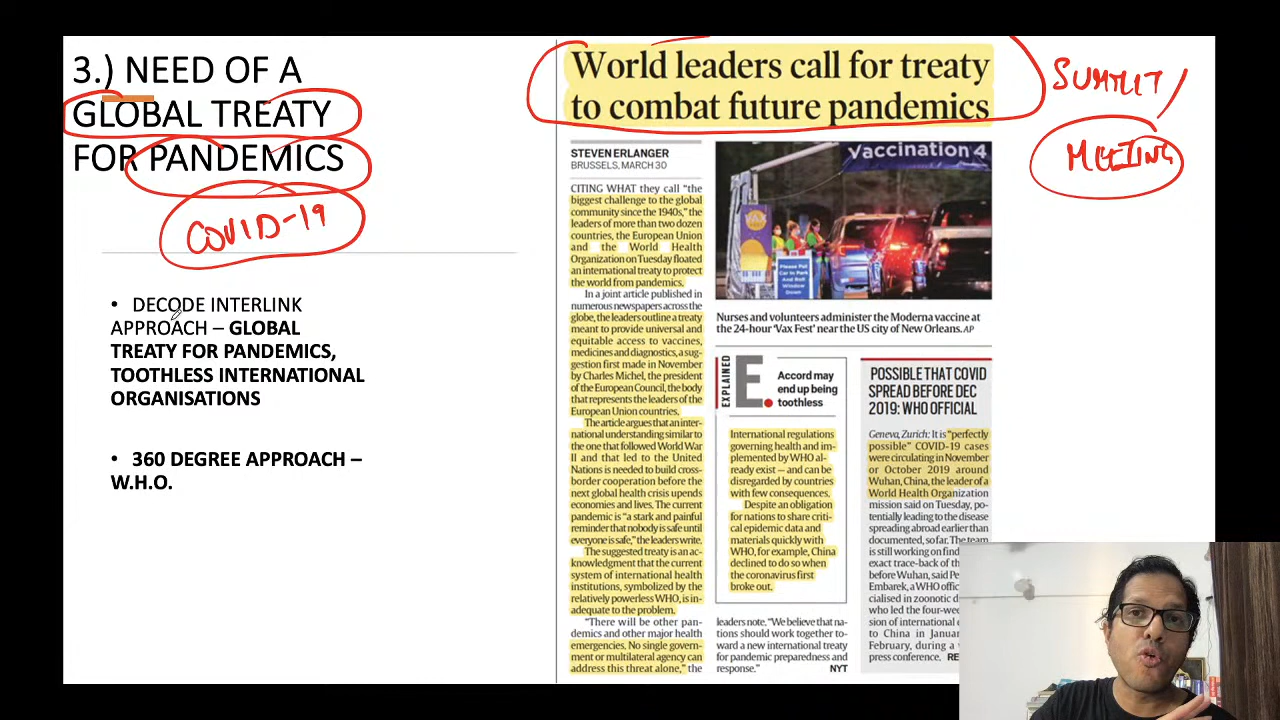 3.) NEED OF A
GLOBAL TREATY
FOR PANDEMICS
COVID-19
• DECODE INTERLINK
APPROACH – GLOBAL
TREATY FOR PANDEMICS,
TOOTHLESS INTERNATIONAL
ORGANISATIONS
• 360 DEGREE APPROACH –
W.H.O.
World leaders call for treaty
to combat future pandemics
SUMMIT/
MEETING
STEVEN ERLANGER
BRUSSELS, MARCH 30
CITING WHAT they call "the
biggest challenge to the global
community since the 1940s," the
leaders of more than two dozen
countries, the European Union
and the World Health
Organization on Tuesday floated
an international treaty to protect
the world from pandemics.
In a joint article published in
numerous newspapers across the
globe, the leaders outline a treaty
meant to provide universal and
equitable access to vaccines,
medicines and diagnostics, a sug-
gestion first made in November
by Charles Michel, the president
of the European Council, the body
that represents the leaders of the
European Union countries.
The article argues that an inter-
national understanding similar to
the one that followed World War
II and that led to the United
Nations is needed to build cross-
border cooperation before the
next global health crisis upends
economies and lives. The current
pandemic is "a stark and painful
reminder that nobody is safe until
everyone is safe," the leaders write.
The suggested treaty is an ac-
knowledgment that the current
system of international health
institutions, symbolized by the
relatively powerless WHO, is in-
adequate to the problem.
"There will be other pan-
demics and other major health
emergencies. No single govern-
ment or multilateral agency can
address this threat alone," the
Vaccination 4
VAX
Please Put
Car In Park
And Roll
Window
Down
Nurses and volunteers administer the Moderna vaccine at
the 24-hour 'Vax Fest' near the US city of New Orleans. AP
EXPLAINED
E.
Accord may
end up being
toothless
International regulations
governing health and im-
plemented by WHO al-
ready exist — and can be
disregarded by countries
with few consequences.
Despite an obligation
for nations to share criti-
cal epidemic data and
materials quickly with
WHO, for example, China
declined to do so when
the coronavirus first
broke out.
leaders note. "We believe that na-
tions should work together to-
ward a new international treaty
for pandemic preparedness and
response." NYT
POSSIBLE THAT COVID
SPREAD BEFORE DEC
2019: WHO OFFICIAL
Geneva, Zurich: It is "perfectly
possible" COVID-19 cases
were circulating in November
or October 2019 around
Wuhan, China, the leader of a
World Health Organization
mission said on Tuesday, po-
tentially leading to the disease
spreading abroad earlier than
documented, so far. The team
is still working on find
exact trace-back of th
before Wuhan, said Pe
Embarek, a WHO offic
cialised in zoonotic d
who led the four-wee
sion of international e
to China in Januar
February, during a
press conference. RE